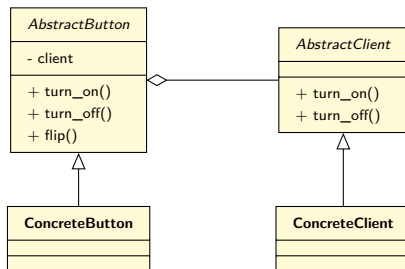 AbstractButton
- client
+ turn_on()
+ turn_off()
+ flip()
AbstractClient
+ turn_on()
+ turn_off()
ConcreteButton
ConcreteClient